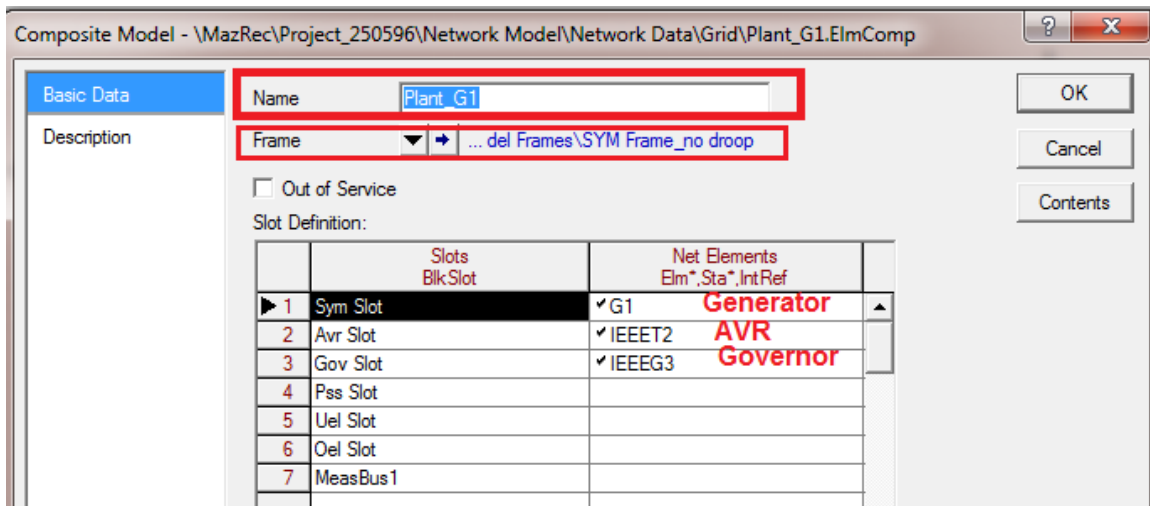 Composite Model - \MazRec\Project_250596\Network Model\Network Data\Grid\Plant_G1.ElmComp
Basic Data
Description
Name Plant_G1
Frame ... del Frames\SYM Frame_no droop
Out of Service
Slot Definition:
Slots Net Elements
BlkSlot Elm*,Sta*,IntRef
1 Sym Slot G1 Generator
2 Avr Slot IEEET2 AVR
3 Gov Slot IEEEG3 Governor
4 Pss Slot
5 Uel Slot
6 Oel Slot
7 MeasBus1
OK
Cancel
Contents